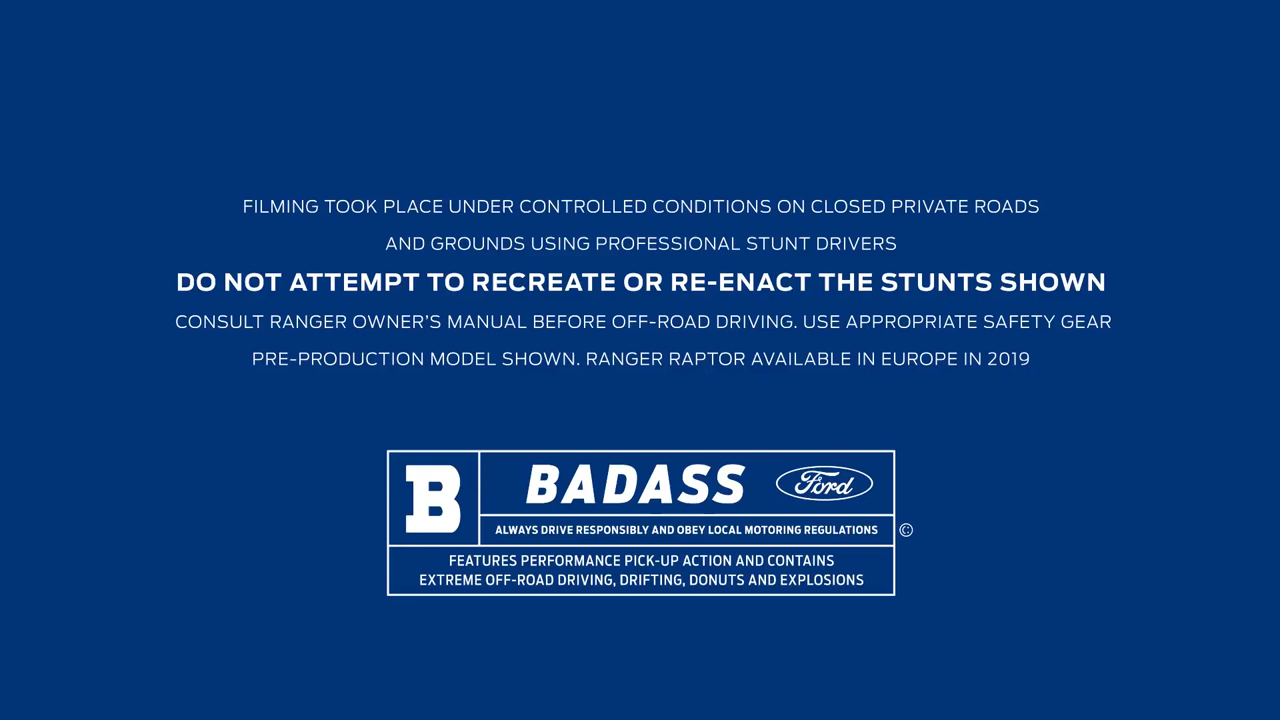 FILMING TOOK PLACE UNDER CONTROLLED CONDITIONS ON CLOSED PRIVATE ROADS
AND GROUNDS USING PROFESSIONAL STUNT DRIVERS
DO NOT ATTEMPT TO RECREATE OR RE-ENACT THE STUNTS SHOWN
CONSULT RANGER OWNER'S MANUAL BEFORE OFF-ROAD DRIVING. USE APPROPRIATE SAFETY GEAR
PRE-PRODUCTION MODEL SHOWN. RANGER RAPTOR AVAILABLE IN EUROPE IN 2019
B
BADASS
Ford
ALWAYS DRIVE RESPONSIBLY AND OBEY LOCAL MOTORING REGULATIONS
©
FEATURES PERFORMANCE PICK-UP ACTION AND CONTAINS
EXTREME OFF-ROAD DRIVING, DRIFTING, DONUTS AND EXPLOSIONS